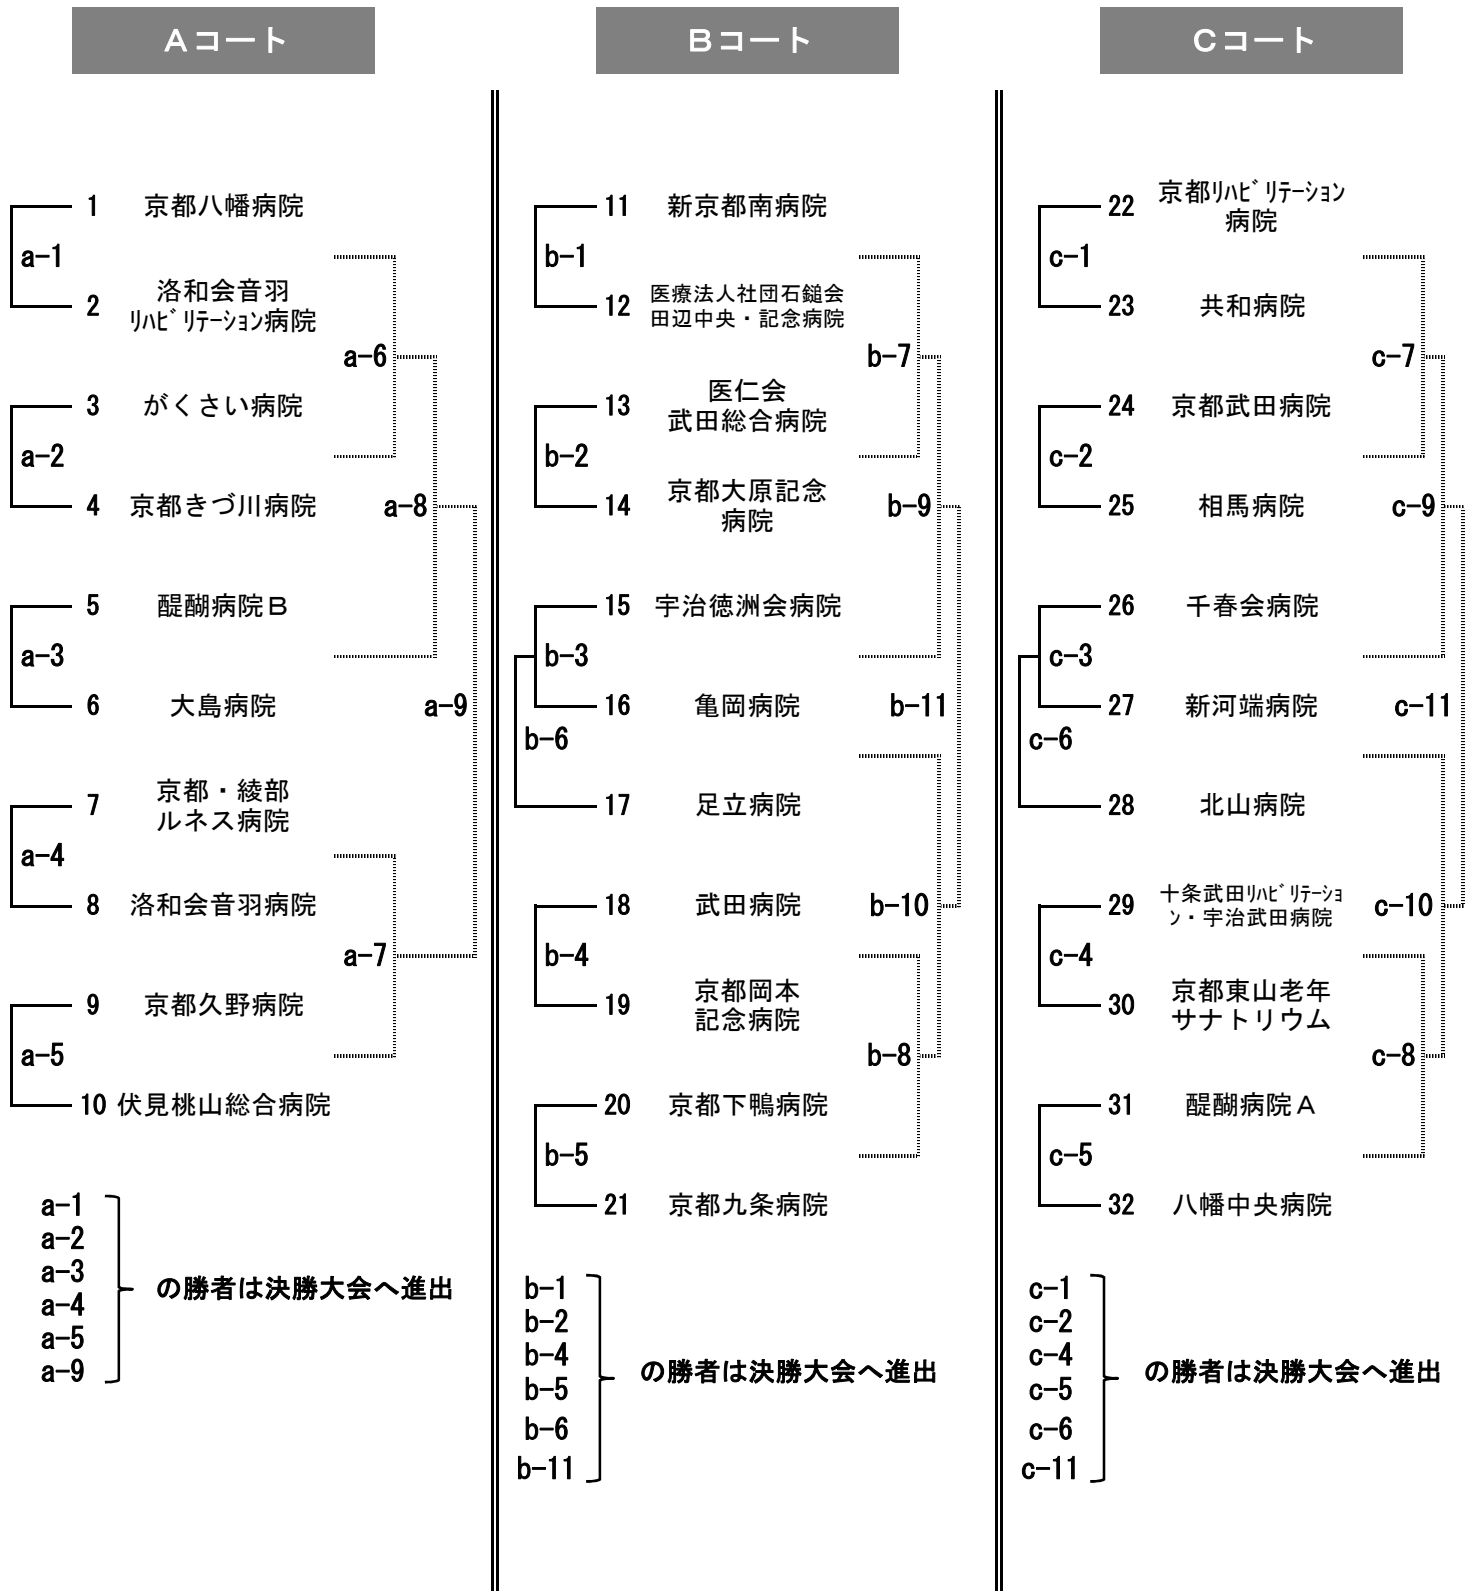 Aコート
1 京都八幡病院
a-1
2 洛和会音羽
ﾘﾊﾋﾞﾘﾃｰｼｮﾝ病院
a-6
3 がくさい病院
a-2
4 京都きづ川病院
a-8
5 醍醐病院B
a-3
6 大島病院
a-9
7 京都・綾部
ルネス病院
a-4
8 洛和会音羽病院
a-7
9 京都久野病院
a-5
10 伏見桃山総合病院
a-1
a-2
a-3
a-4
a-5
a-9
の勝者は決勝大会へ進出
Bコート
11 新京都南病院
b-1
12 医療法人社団石鎚会
田辺中央・記念病院
b-7
13 医仁会
武田総合病院
b-2
14 京都大原記念
病院
b-9
15 宇治徳洲会病院
b-3
16 亀岡病院
b-11
b-6
17 足立病院
18 武田病院
b-10
b-4
19 京都岡本
記念病院
b-8
20 京都下鴨病院
b-5
21 京都九条病院
b-1
b-2
b-4
b-5
b-6
b-11
の勝者は決勝大会へ進出
Cコート
22 京都ﾘﾊﾋﾞﾘﾃｰｼｮﾝ
病院
c-1
23 共和病院
c-7
24 京都武田病院
c-2
25 相馬病院
c-9
26 千春会病院
c-3
27 新河端病院
c-11
c-6
28 北山病院
29 十条武田ﾘﾊﾋﾞﾘﾃｰｼｮ
ﾝ・宇治武田病院
c-10
c-4
30 京都東山老年
サナトリウム
c-8
31 醍醐病院A
c-5
32 八幡中央病院
c-1
c-2
c-4
c-5
c-6
c-11
の勝者は決勝大会へ進出